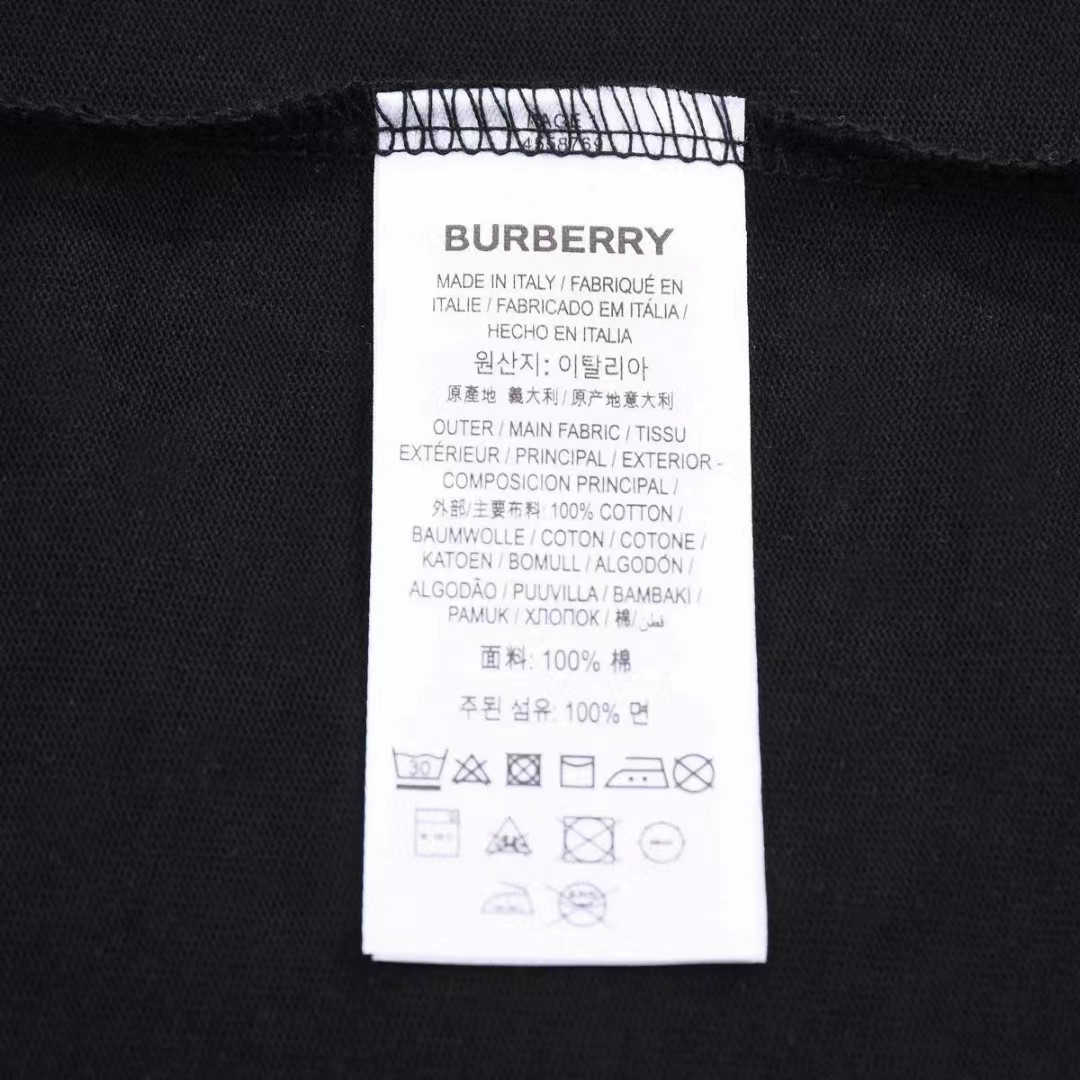 PAGE 1
BURBERRY
MADE IN ITALY / FABRIQUÉ EN
ITALIE / FABRICADO EM ITÁLIA /
HECHO EN ITALIA
원산지: 이탈리아
原產地 義大利/原产地意大利
OUTER / MAIN FABRIC / TISSU
EXTÉRIEUR / PRINCIPAL / EXTERIOR -
COMPOSICION PRINCIPAL /
外部/主要布料: 100% COTTON /
BAUMWOLLE / COTON / COTONE /
KATOEN / BOMULL / ALGODÓN /
ALGODÃO / PUUVILLA / BAMBAKI /
PAMUK / ХЛОПОК / 棉/ قطن
面料: 100% 棉
주된 섬유: 100% 면
30